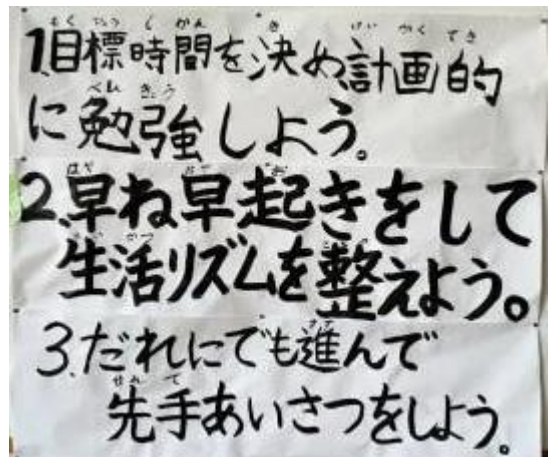 1.目標時間を決め、計画的
に勉強しよう。
2.早ね早起きをして
生活リズムを整えよう。
3.だれにでも進んで
先手あいさつをしよう。